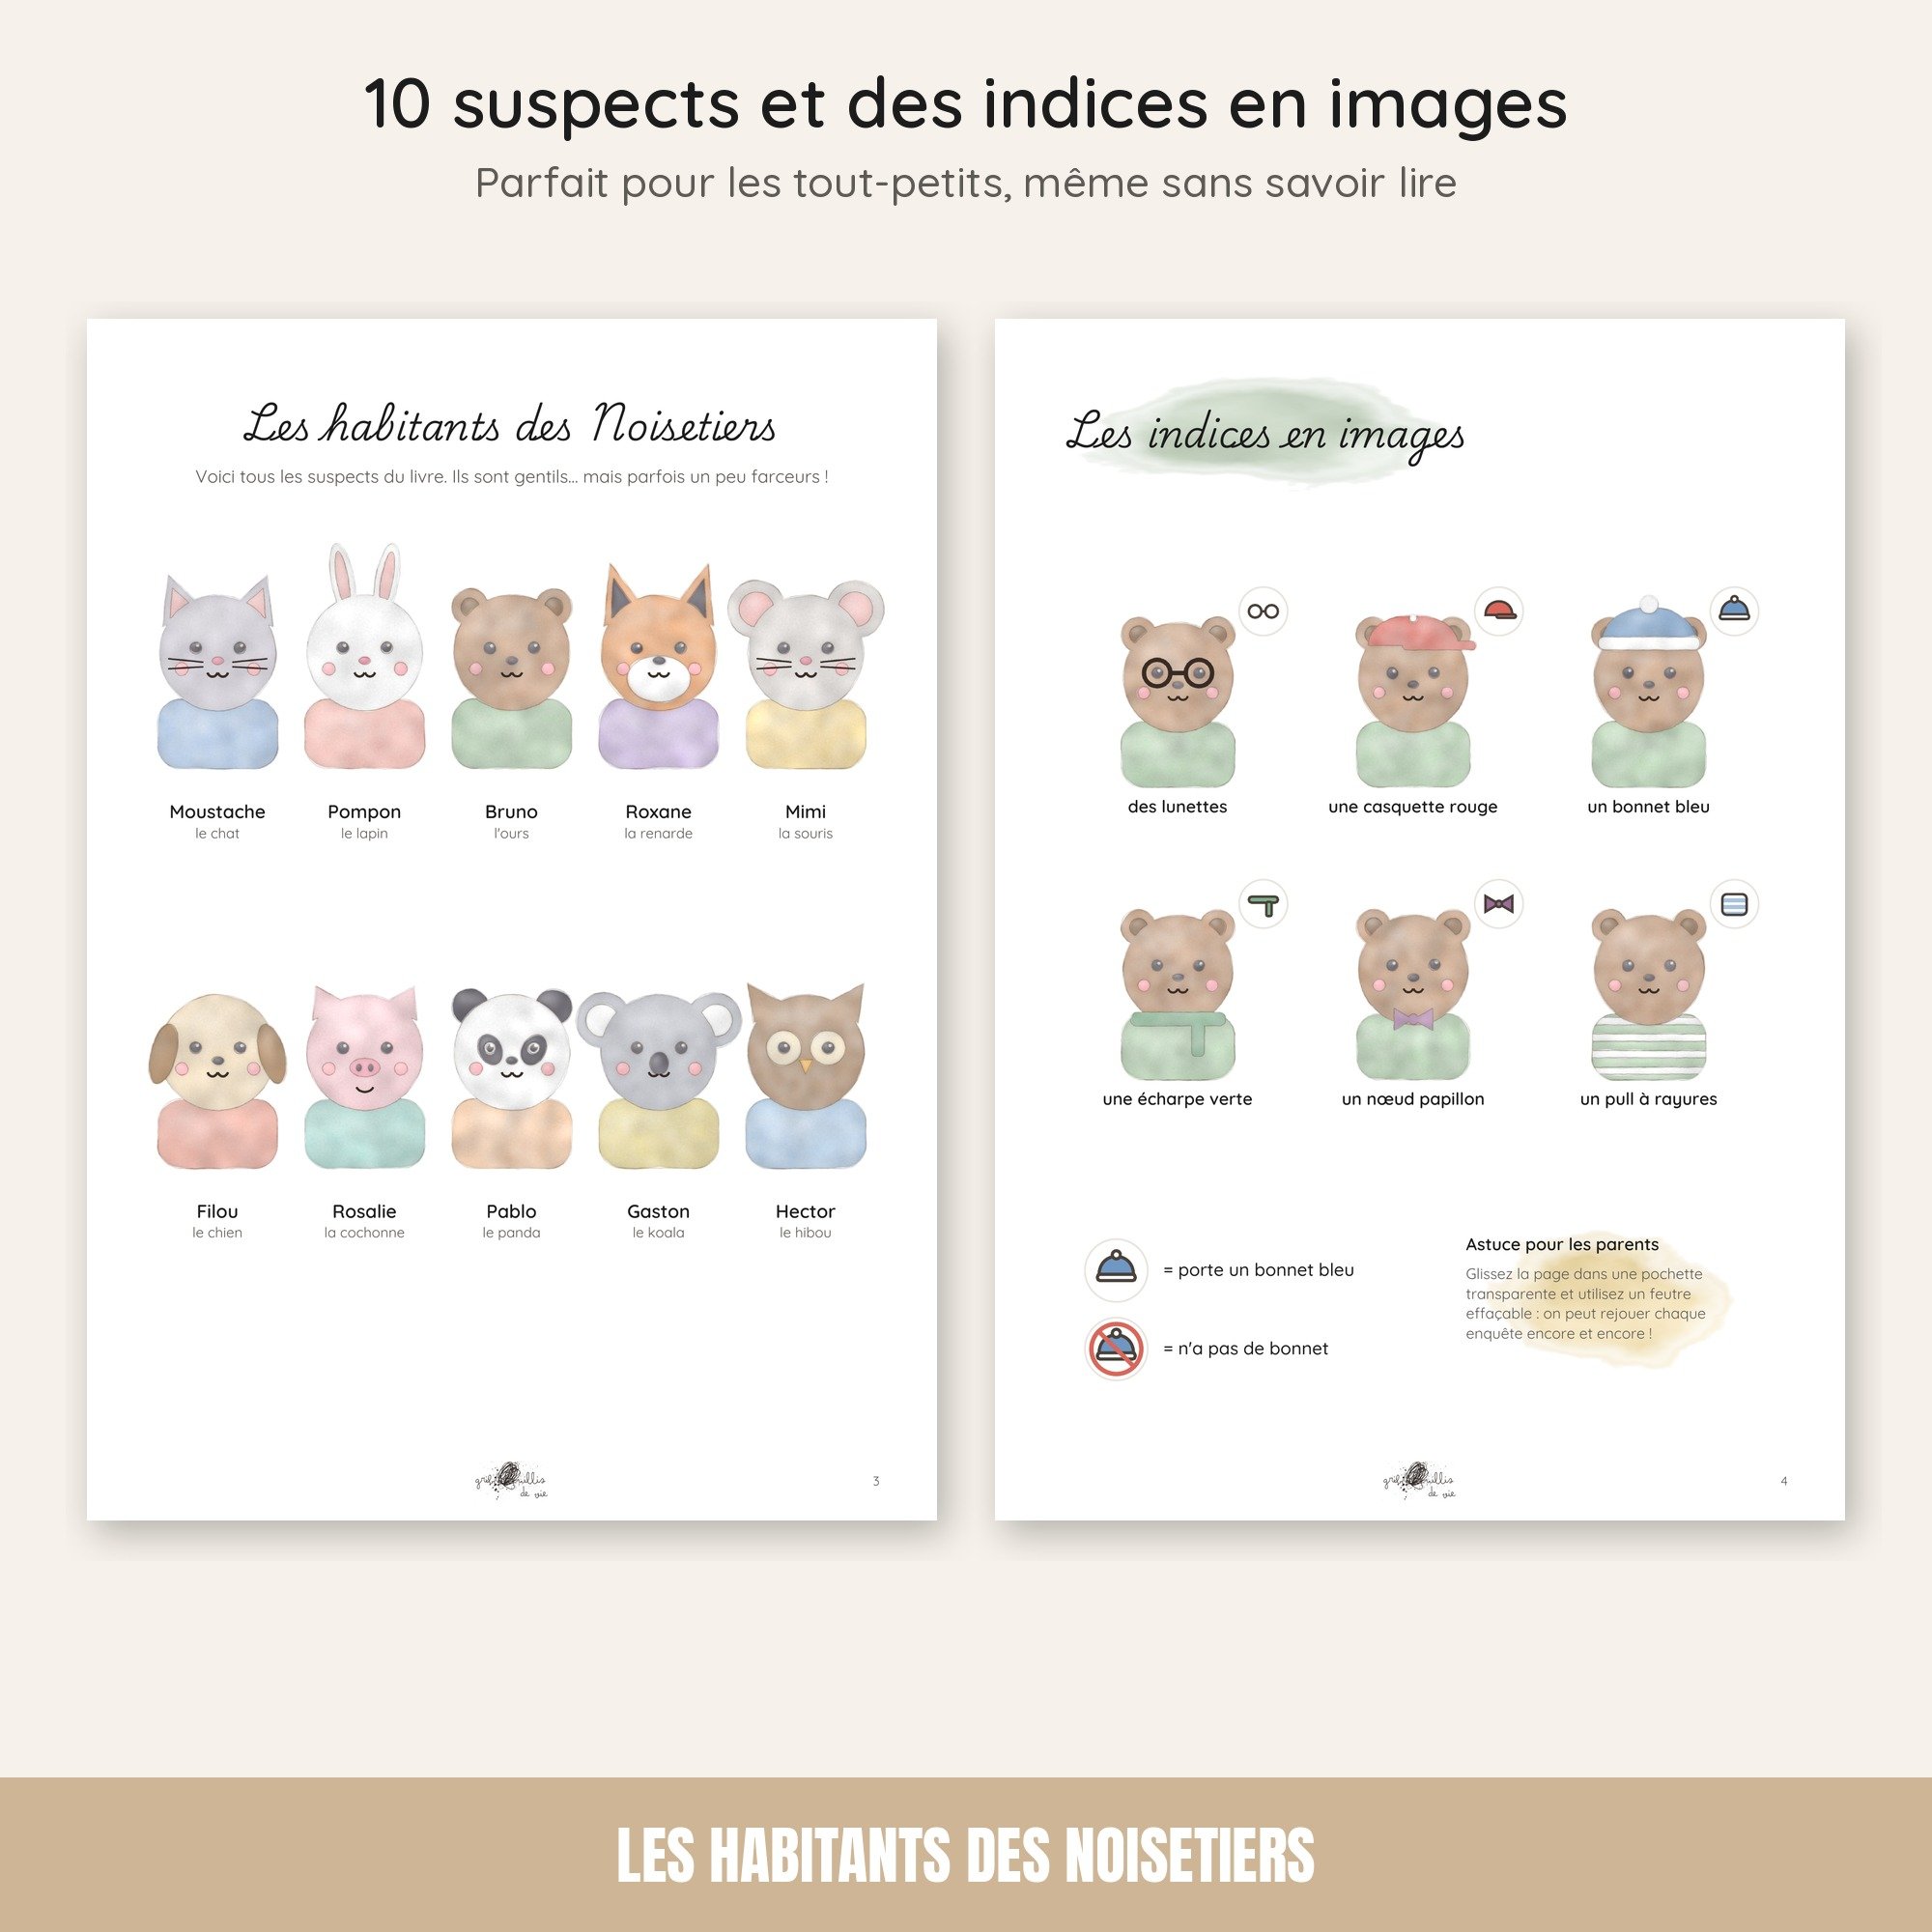 10 suspects et des indices en images
Parfait pour les tout-petits, même sans savoir lire
Les habitants des Noisetiers
Voici tous les suspects du livre. Ils sont gentils... mais parfois un peu farceurs !
Moustache
le chat
Pompon
le lapin
Bruno
l'ours
Roxane
la renarde
Mimi
la souris
Filou
le chien
Rosalie
la cochonne
Pablo
le panda
Gaston
le koala
Hector
le hibou
3
Les indices en images
des lunettes
une casquette rouge
un bonnet bleu
une écharpe verte
un nœud papillon
un pull à rayures
= porte un bonnet bleu
= n'a pas de bonnet
Astuce pour les parents
Glissez la page dans une pochette
transparente et utilisez un feutre
effaçable : on peut rejouer chaque
enquête encore et encore !
de vie
4
LES HABITANTS DES NOISETIERS